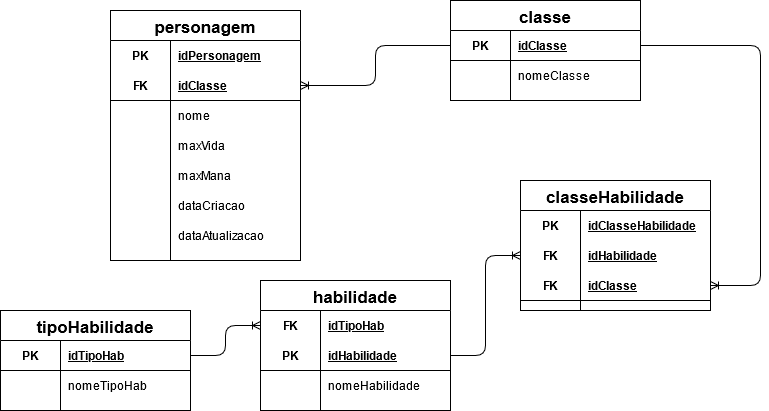 personagem
PK idPersonagem
FK idClasse
nome
maxVida
maxMana
dataCriacao
dataAtualizacao
classe
PK idClasse
nomeClasse
classeHabilidade
PK idClasseHabilidade
FK idHabilidade
FK idClasse
habilidade
FK idTipoHab
PK idHabilidade
nomeHabilidade
tipoHabilidade
PK idTipoHab
nomeTipoHab